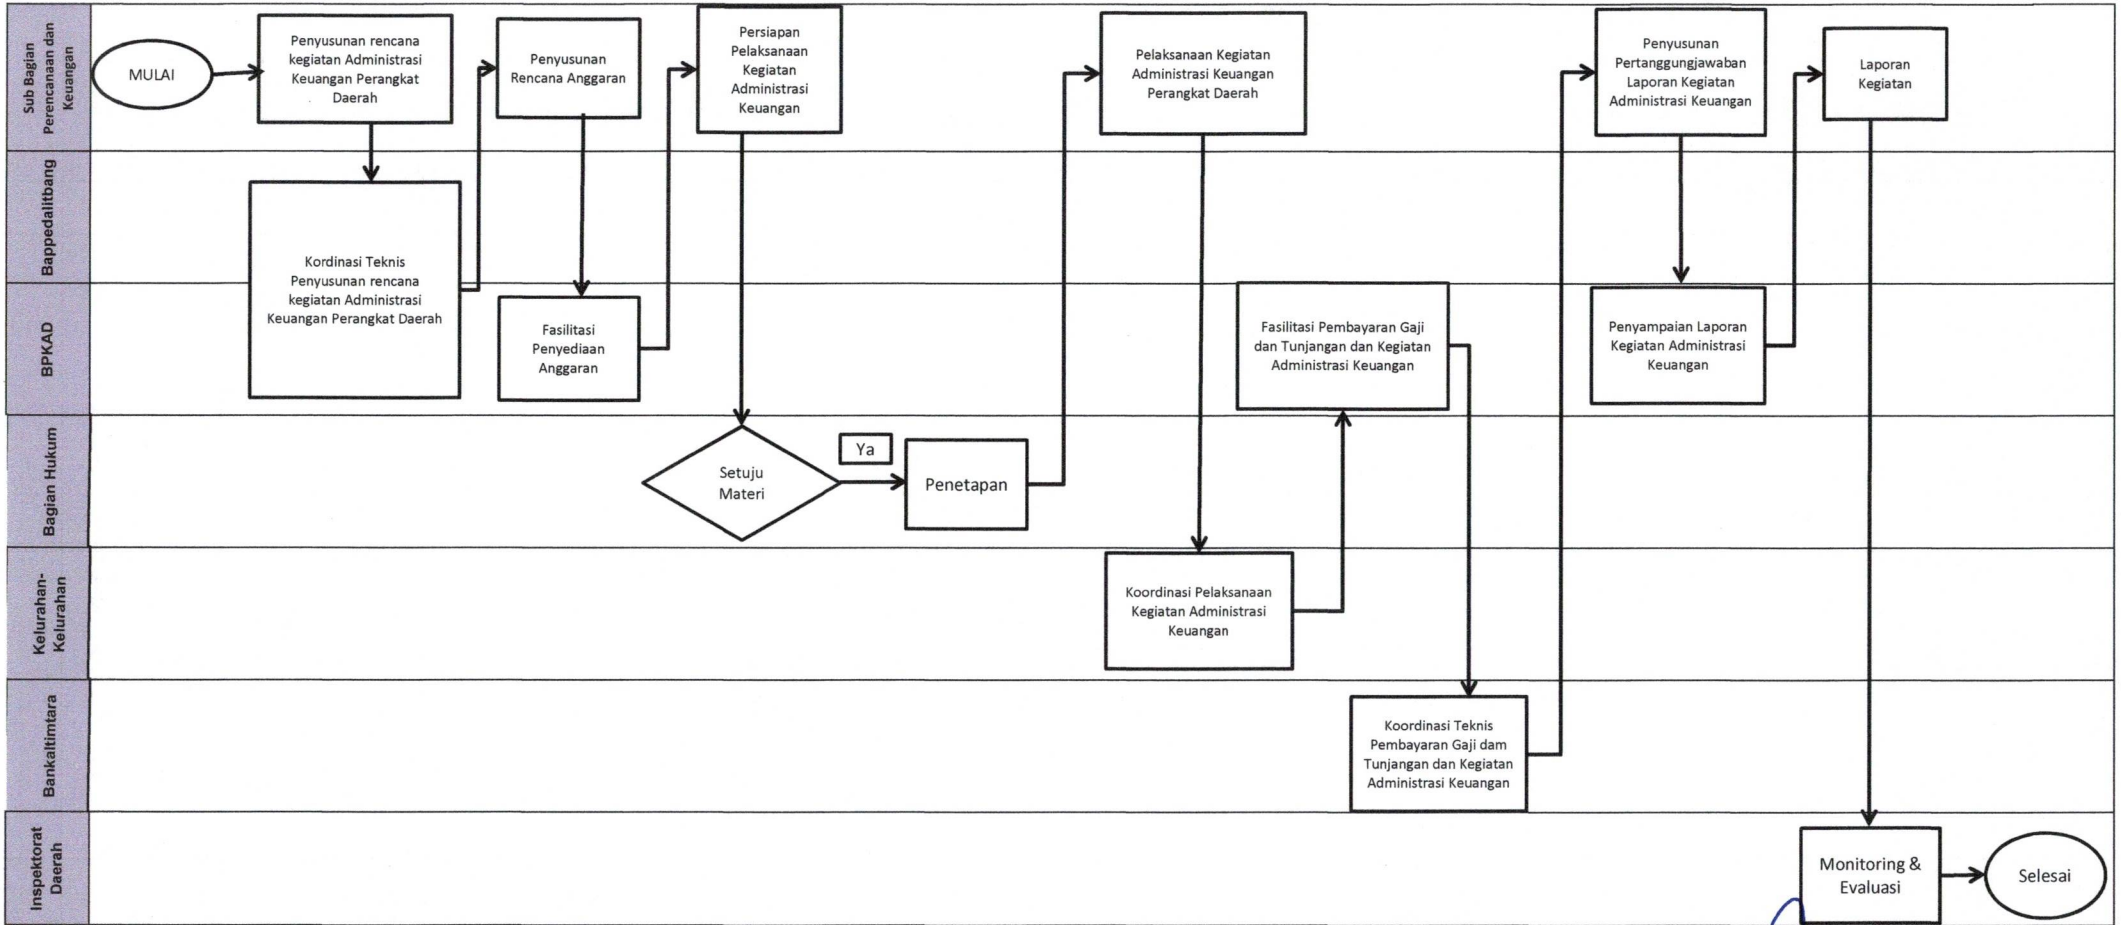 Sub Bagian
Perencanaan dan
Keuangan
MULAI
Penyusunan rencana
kegiatan Administrasi
Keuangan Perangkat
Daerah
Penyusunan
Rencana Anggaran
Persiapan
Pelaksanaan
Kegiatan
Administrasi
Keuangan
Pelaksanaan Kegiatan
Administrasi Keuangan
Perangkat Daerah
Penyusunan
Pertanggungjawaban
Laporan Kegiatan
Administrasi Keuangan
Laporan
Kegiatan
Bappedalitbang
Kordinasi Teknis
Penyusunan rencana
kegiatan Administrasi
Keuangan Perangkat Daerah
BPKAD
Fasilitasi
Penyediaan
Anggaran
Fasilitasi Pembayaran Gaji
dan Tunjangan dan Kegiatan
Administrasi Keuangan
Penyampaian Laporan
Kegiatan Administrasi
Keuangan
Bagian Hukum
Setuju
Materi
Ya
Penetapan
Kelurahan-
Kelurahan
Koordinasi Pelaksanaan
Kegiatan Administrasi
Keuangan
Bankaltimtara
Koordinasi Teknis
Pembayaran Gaji dam
Tunjangan dan Kegiatan
Administrasi Keuangan
Inspektorat
Daerah
Monitoring &
Evaluasi
Selesai